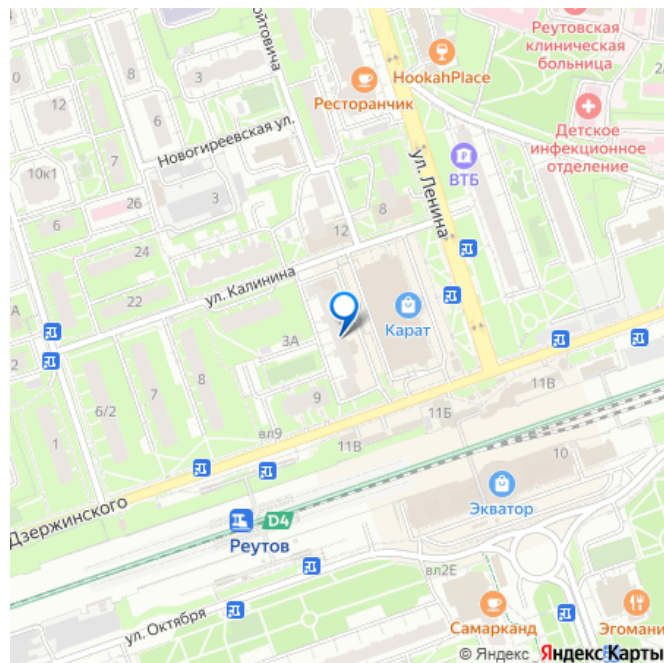 Реутовская
клиническая
больница
HookahPlace
Ресторанчик
8
3
12
6
Новогиреевская ул.
7
10к1
6
26
3
Детское
инфекционное
отделение
ВТБ
ул. Ленина
8
12
24
22
ул. Калинина
3А
Карат
2
7
8
6/2
1
9
вл9
11В
11Б
11В
10
Дзержинского
Экватор
D4
Реутов
вл2Е
ул. Октября
Самарканд
Эгомани
© Яндекс Яндекс Карты